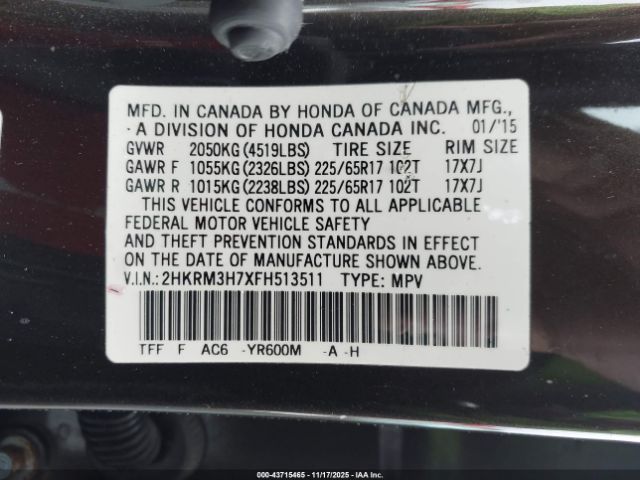 MFD. IN CANADA BY HONDA OF CANADA MFG.,
A DIVISION OF HONDA CANADA INC. 01/'15
GVWR 2050KG (4519LBS) TIRE SIZE RIM SIZE
GAWR F 1055KG (2326LBS) 225/65R17 102T 17X7J
GAWR R 1015KG (2238LBS) 225/65R17 102T 17X7J
THIS VEHICLE CONFORMS TO ALL APPLICABLE
FEDERAL MOTOR VEHICLE SAFETY
AND THEFT PREVENTION STANDARDS IN EFFECT
ON THE DATE OF MANUFACTURE SHOWN ABOVE.
V.I.N.: 2HKRM3H7XFH513511 TYPE: MPV
TFF F AC6 -YR600M -A -H
000-43715465 - 11/17/2025 - IAA Inc.